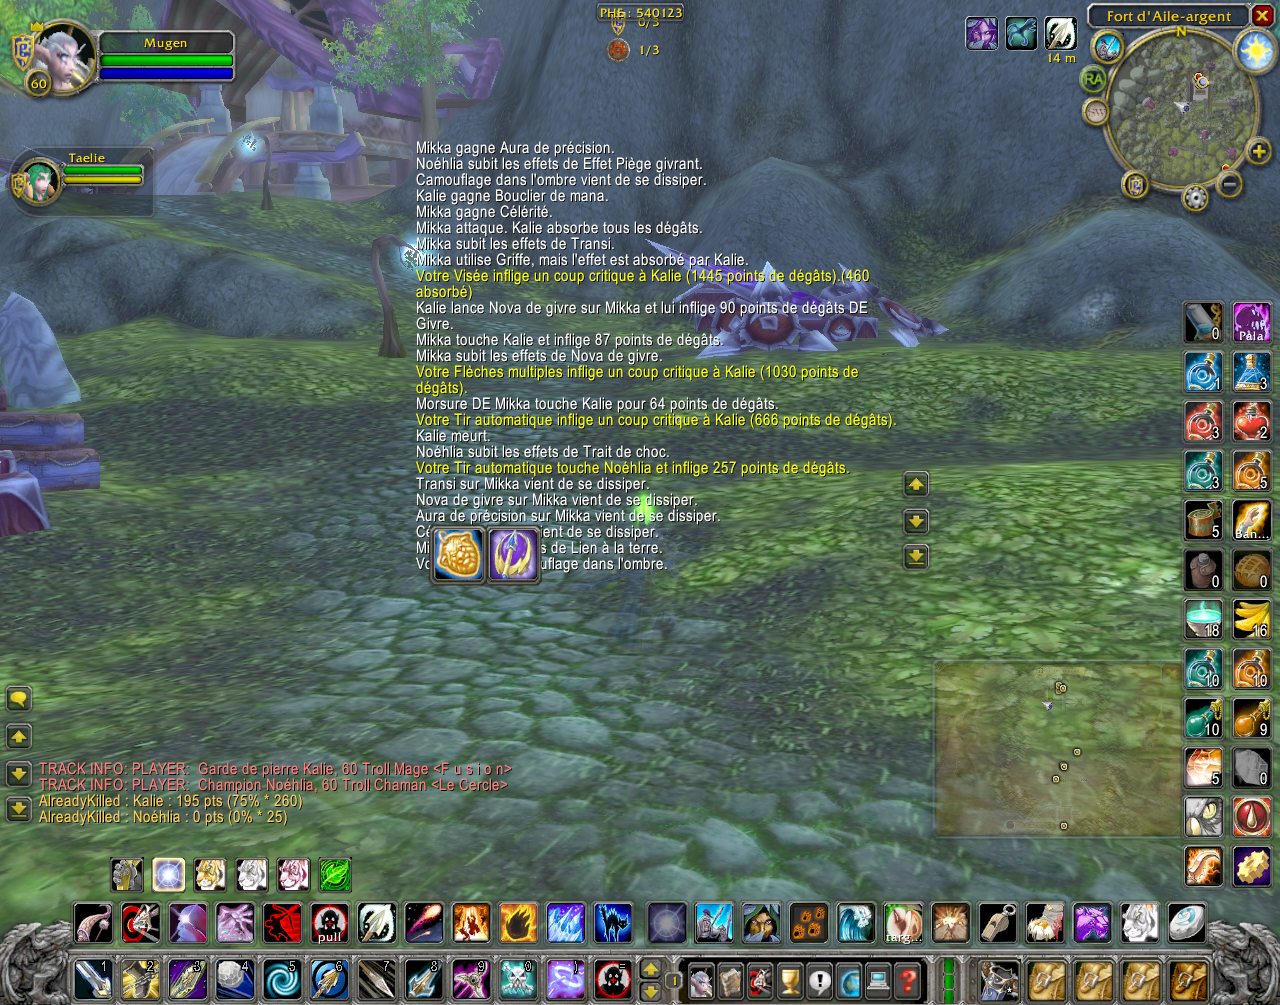 PHS : 540123
0/3
1/3
Fort d'Aile-argent
N
14 m
Mugen
60
Taelie
RA
SW
Mikka gagne Aura de précision.
Noéhlia subit les effets de Effet Piège givrant.
Camouflage dans l'ombre vient de se dissiper.
Kalie gagne Bouclier de mana.
Mikka gagne Célérité.
Mikka attaque. Kalie absorbe tous les dégâts.
Mikka subit les effets de Transi.
Mikka utilise Griffe, mais l'effet est absorbé par Kalie.
Votre Visée inflige un coup critique à Kalie (1445 points de dégâts).(460
absorbé)
Kalie lance Nova de givre sur Mikka et lui inflige 90 points de dégâts DE
Givre.
Mikka touche Kalie et inflige 87 points de dégâts.
Mikka subit les effets de Nova de givre.
Votre Flèches multiples inflige un coup critique à Kalie (1030 points de
dégâts).
Morsure DE Mikka touche Kalie pour 64 points de dégâts.
Votre Tir automatique inflige un coup critique à Kalie (666 points de dégâts).
Kalie meurt.
Noéhlia subit les effets de Trait de choc.
Votre Tir automatique touche Noéhlia et inflige 257 points de dégâts.
Transi sur Mikka vient de se dissiper.
Nova de givre sur Mikka vient de se dissiper.
Aura de précision sur Mikka vient de se dissiper.
vient de se dissiper.
de Lien à la terre.
dans l'ombre.
0
Pala
1
3
3
2
3
5
5
Ban...
0
0
18
16
10
10
10
9
5
0
TRACK INFO: PLAYER: Garde de pierre Kalie, 60 Troll Mage <F u s i o n>
TRACK INFO: PLAYER: Champion Noéhlia, 60 Troll Chaman <Le Cercle>
AlreadyKilled : Kalie : 195 pts (75% * 260)
AlreadyKilled : Noéhlia : 0 pts (0% * 25)
pull
targ...
1
2
3
4
5
6
7
8
9
0
)
=
1